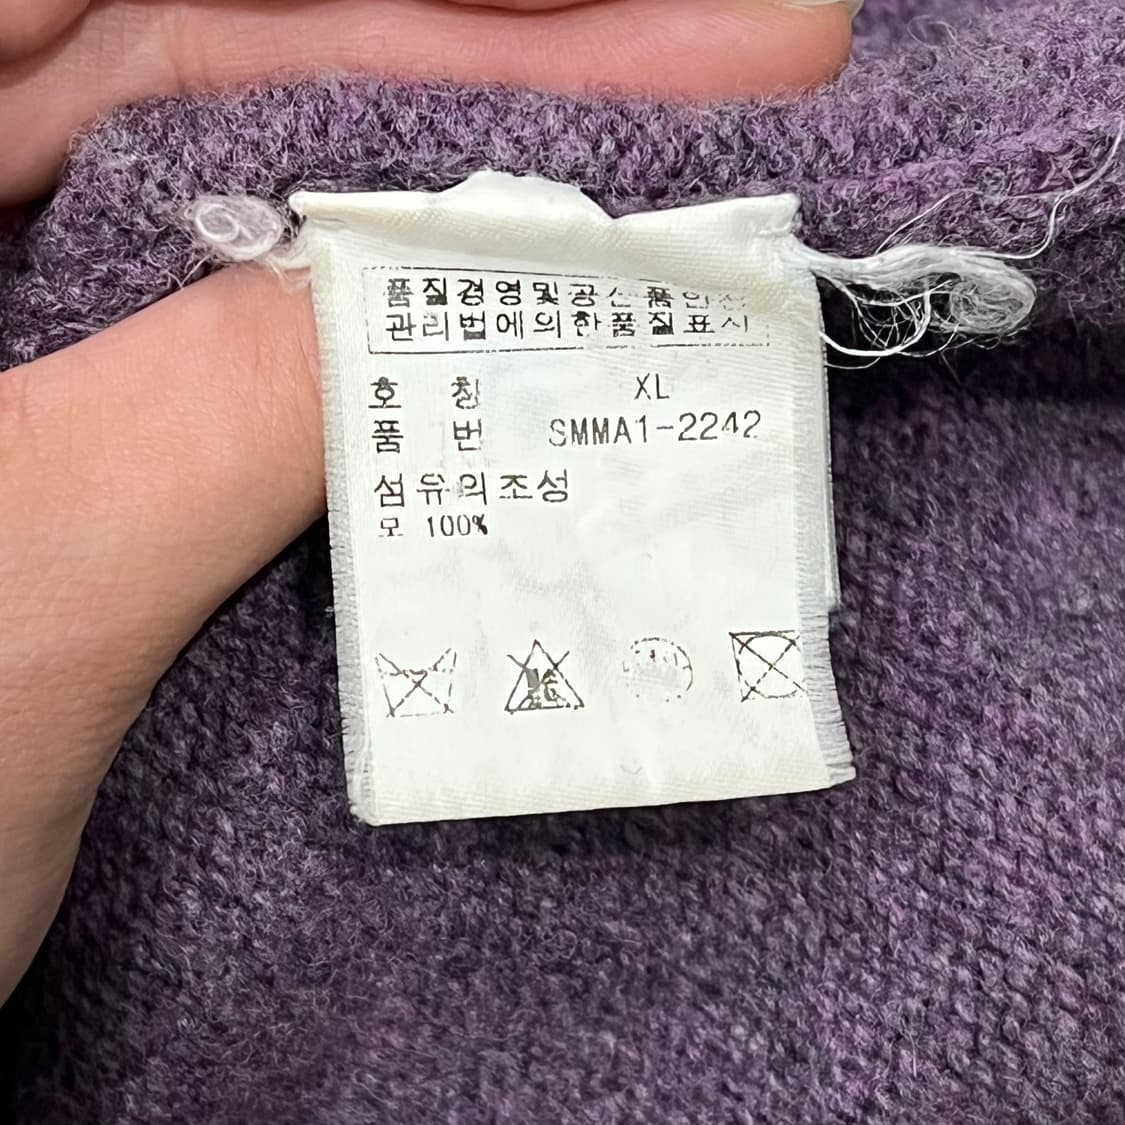 품질경영및공산품안전
관리법에의한품질표시
호 칭 XL
품 번 SMMA1-2242
섬유의조성
모 100%